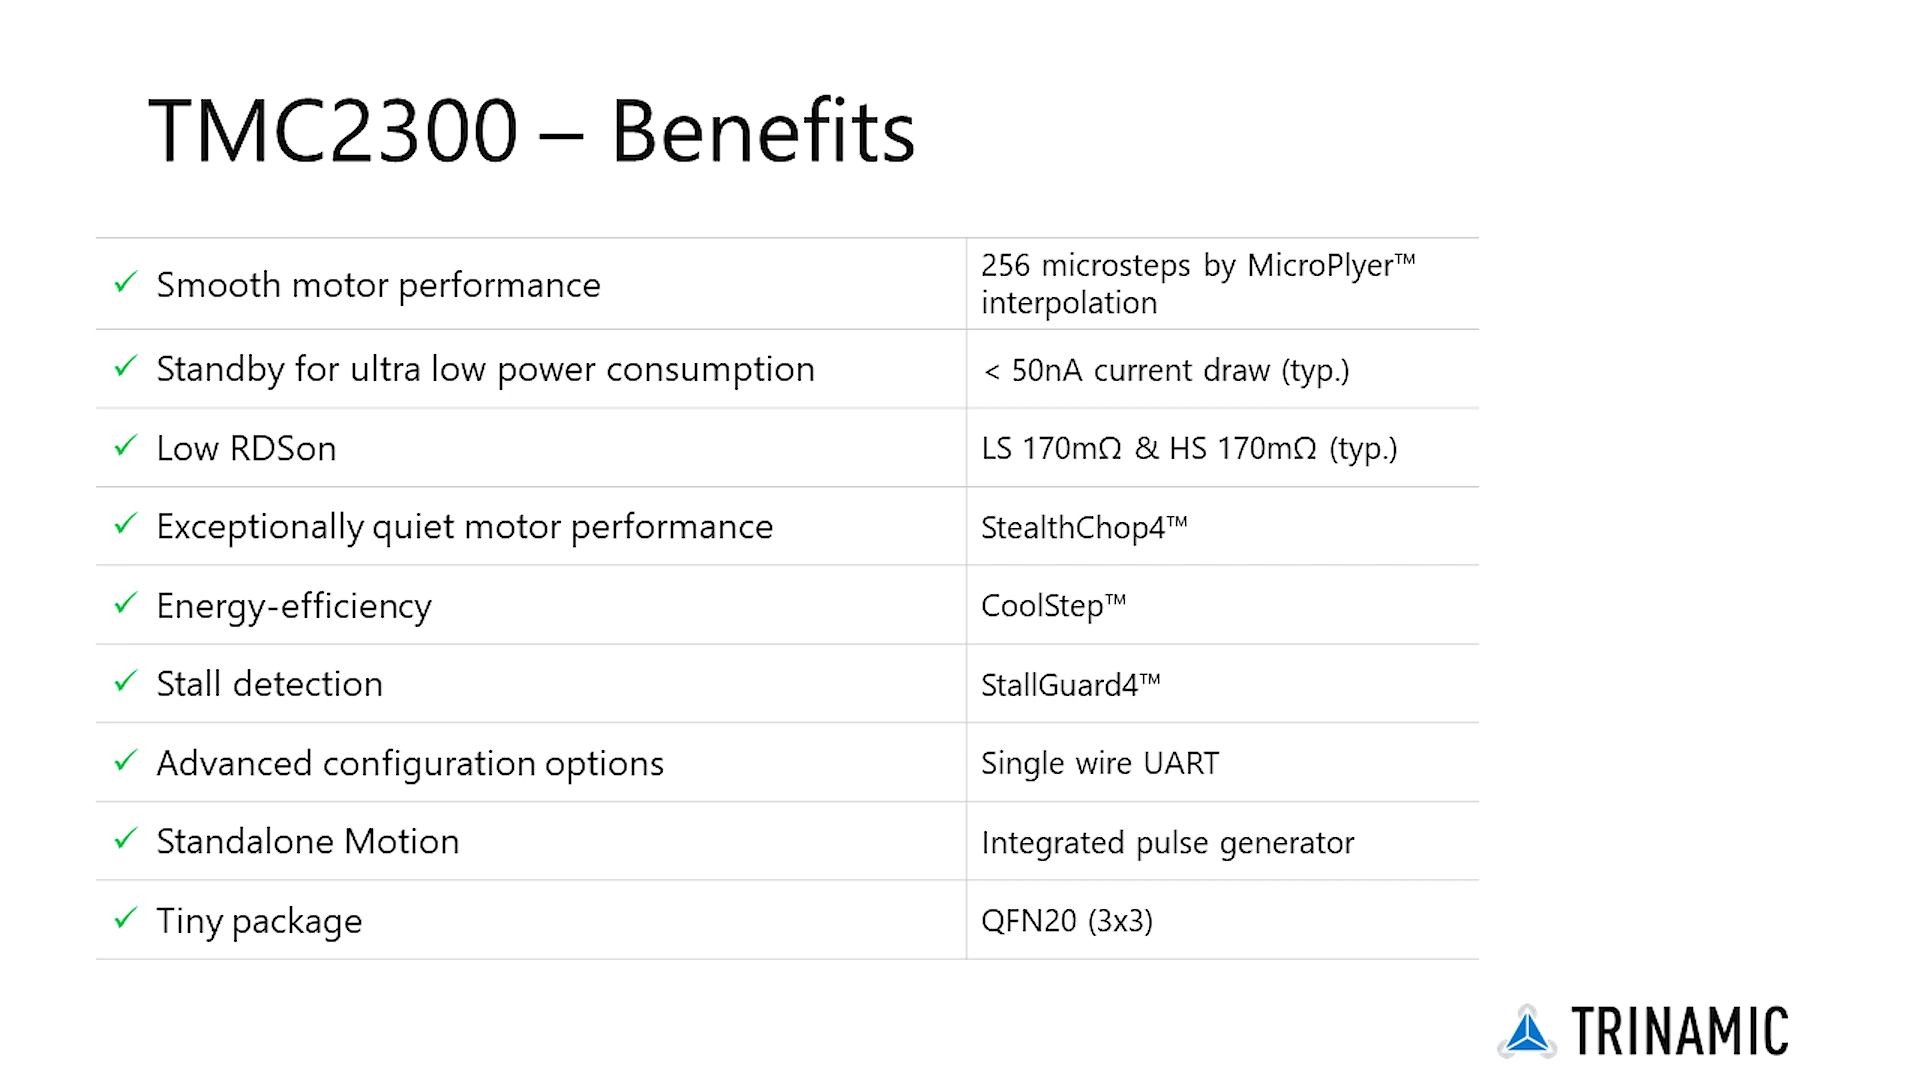 TMC2300 – Benefits
✓ Smooth motor performance
256 microsteps by MicroPlyer™
interpolation
✓ Standby for ultra low power consumption
< 50nA current draw (typ.)
✓ Low RDSon
LS 170mΩ & HS 170mΩ (typ.)
✓ Exceptionally quiet motor performance
StealthChop4™
✓ Energy-efficiency
CoolStep™
✓ Stall detection
StallGuard4™
✓ Advanced configuration options
Single wire UART
✓ Standalone Motion
Integrated pulse generator
✓ Tiny package
QFN20 (3x3)
TRINAMIC